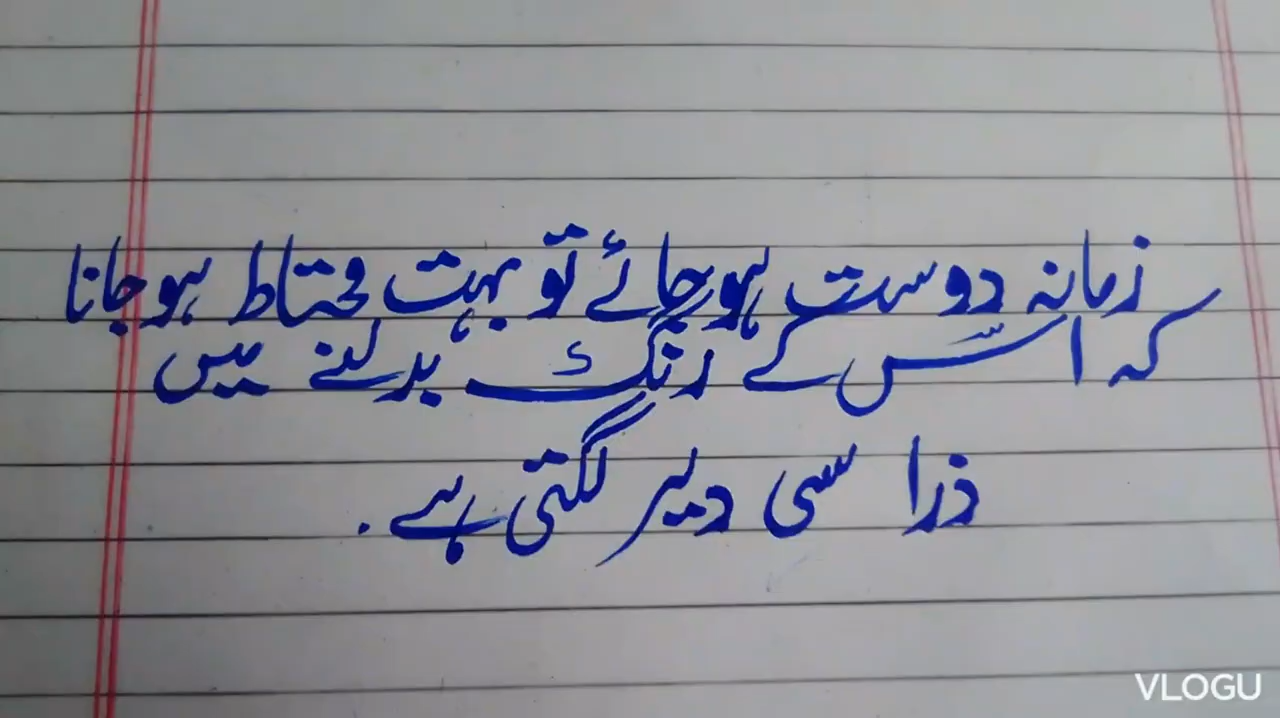 زمانہ دوست ہو جائے تو بہت محتاط ہو جانا
کہ اس کے رنگ بدلنے میں
ذرا سی دیر لگتی ہے.
VLOGU